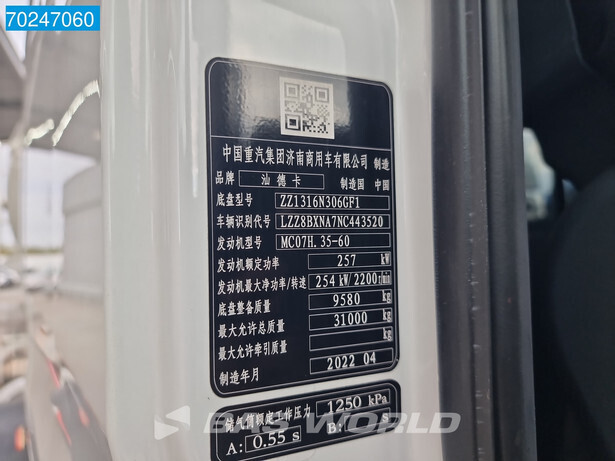 70247060
中国重汽集团济南商用车有限公司 制造
品牌 汕德卡 制造国 中国
底盘型号 ZZ1316N306GF1
车辆识别代号 LZZ8BXNA7NC443520
发动机型号 MC07H.35-60
发动机额定功率 257 kW
发动机最大净功率/转速 254 kW/2200r/min
底盘整备质量 9580 kg
最大允许总质量 31000 kg
最大允许牵引质量 kg
制造年月 2022 04
储气筒额定工作压力 1250 kPa
A: 0.55 s B: s
BAS WORLD